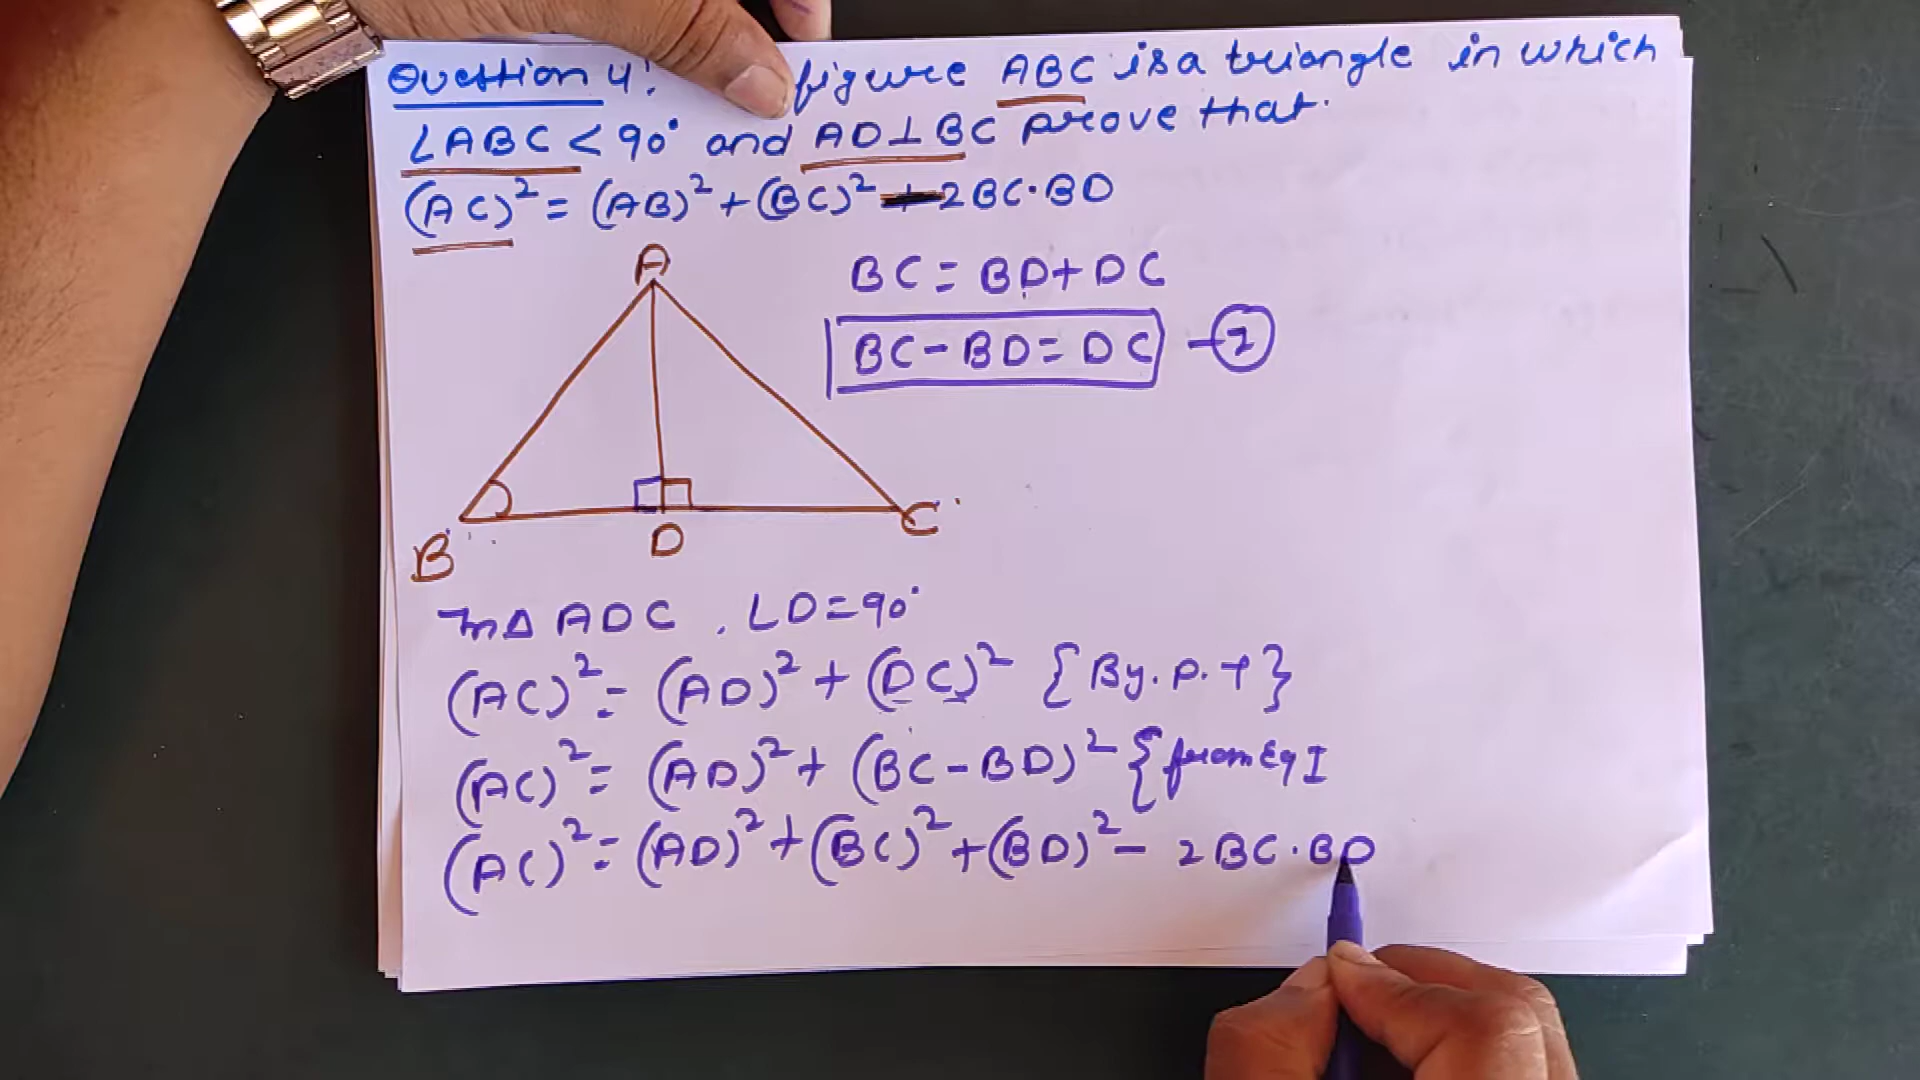 Question 4: figure ABC is a triangle in which
∠ABC < 90° and AD⊥BC prove that.
(AC)² = (AB)² + (BC)² - 2BC·BD
A
BC = BD + DC
BC - BD = DC - 1
B D C
In Δ ADC , ∠D = 90°
(AC)² = (AD)² + (DC)² { By. P. T }
(AC)² = (AD)² + (BC - BD)² { from Eq I
(AC)² = (AD)² + (BC)² + (BD)² - 2BC·BD